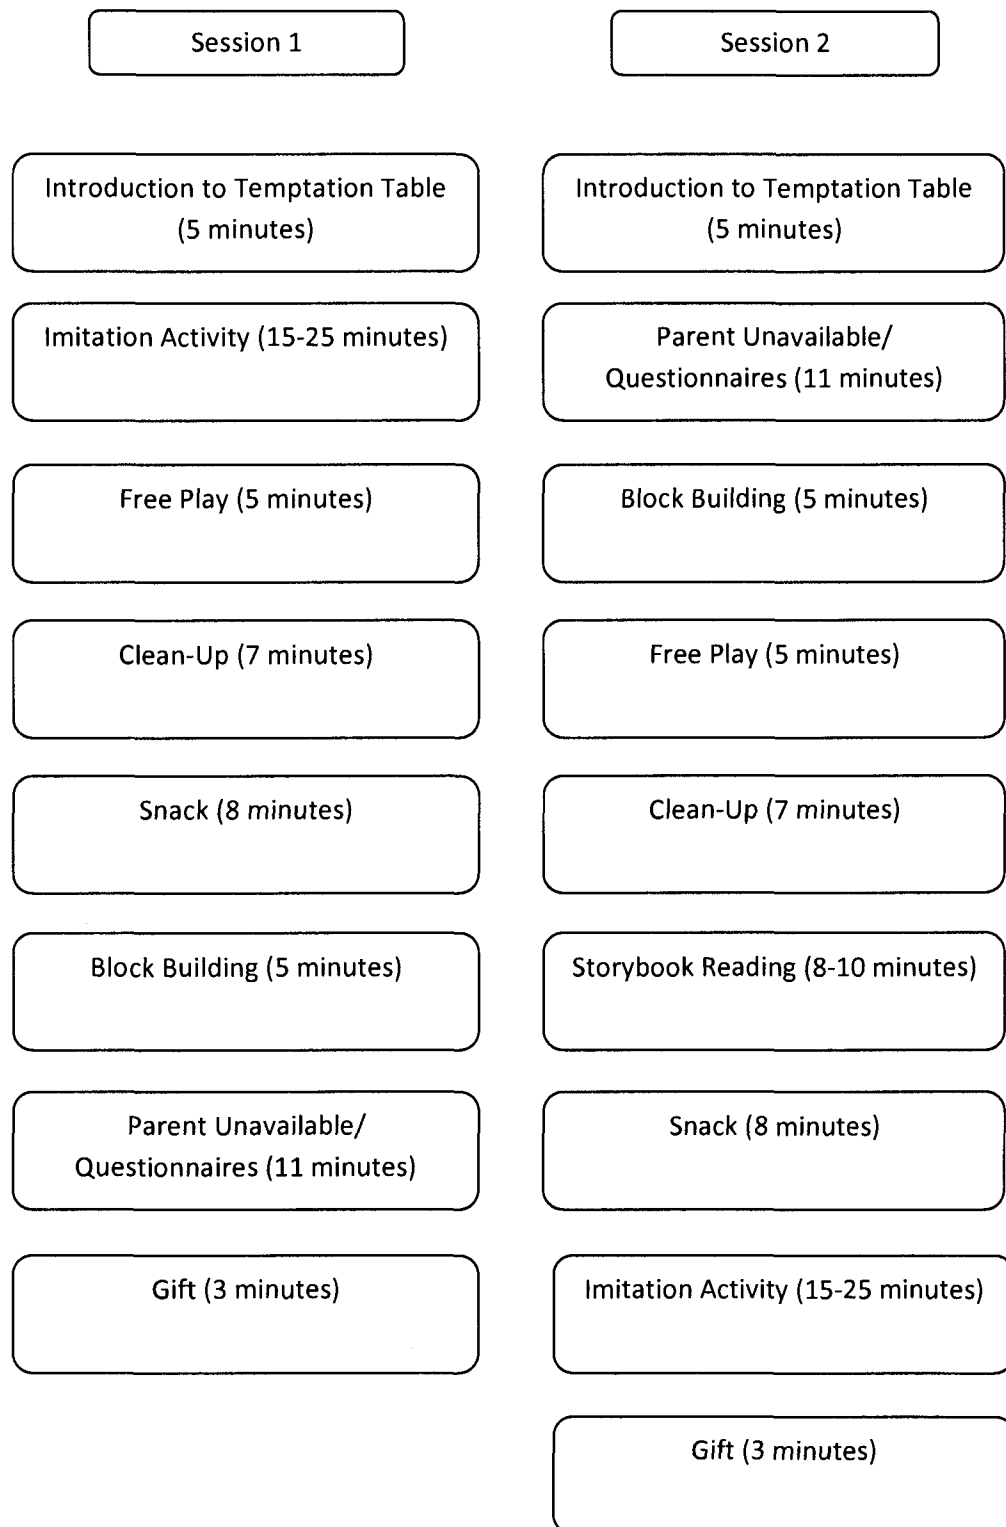 Session 1
Introduction to Temptation Table
(5 minutes)
Imitation Activity (15-25 minutes)
Free Play (5 minutes)
Clean-Up (7 minutes)
Snack (8 minutes)
Block Building (5 minutes)
Parent Unavailable/
Questionnaires (11 minutes)
Gift (3 minutes)
Session 2
Introduction to Temptation Table
(5 minutes)
Parent Unavailable/
Questionnaires (11 minutes)
Block Building (5 minutes)
Free Play (5 minutes)
Clean-Up (7 minutes)
Storybook Reading (8-10 minutes)
Snack (8 minutes)
Imitation Activity (15-25 minutes)
Gift (3 minutes)